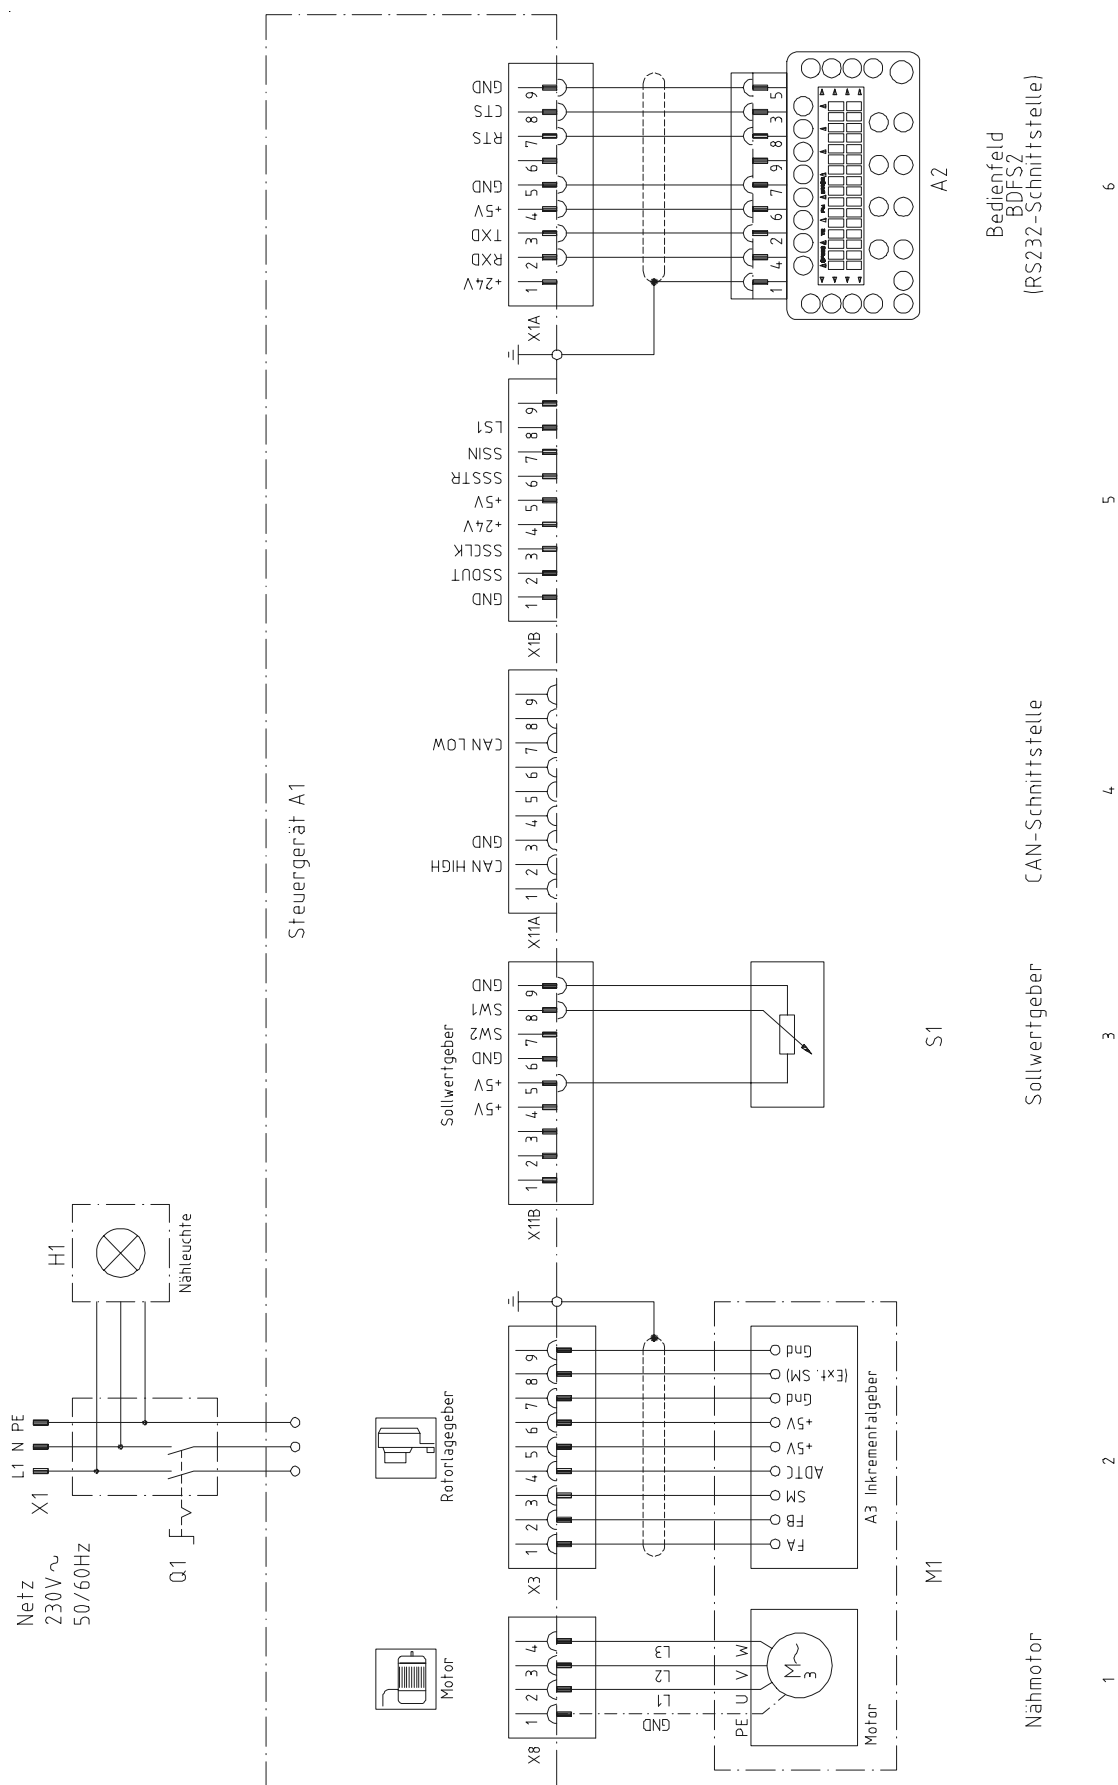 Netz
230V~
50/60Hz
X1
L1 N PE
Q1
H1
Nähleuchte
Steuergerät A1
Motor
X8
1 2 3 4
GND
L1
L2
L3
PE U V W
M~
3
Motor
M1
Nähmotor
1
Rotorlagegeber
X3
1 2 3 4 5 6 7 8 9
FA
FB
SM
ADTC
+5V
+5V
Gnd
(Ext. SM)
Gnd
A3 Inkrementalgeber
2
Sollwertgeber
X11B
1 2 3 4 5 6 7 8 9
+5V
+5V
GND
SW2
SW1
GND
S1
Sollwertgeber
3
X11A
1 2 3 4 5 6 7 8 9
CAN HIGH
GND
CAN LOW
CAN-Schnittstelle
4
X1B
1 2 3 4 5 6 7 8 9
GND
SSOUT
SSCLK
+24V
+5V
SSSTR
SSIN
LS1
5
X1A
1 2 3 4 5 6 7 8 9
+24V
RXD
TXD
+5V
GND
RTS
CTS
GND
1 4 2 6 7 9 8 3 5
A2
Bedienfeld
BDFS2
(RS232-Schnittstelle)
6